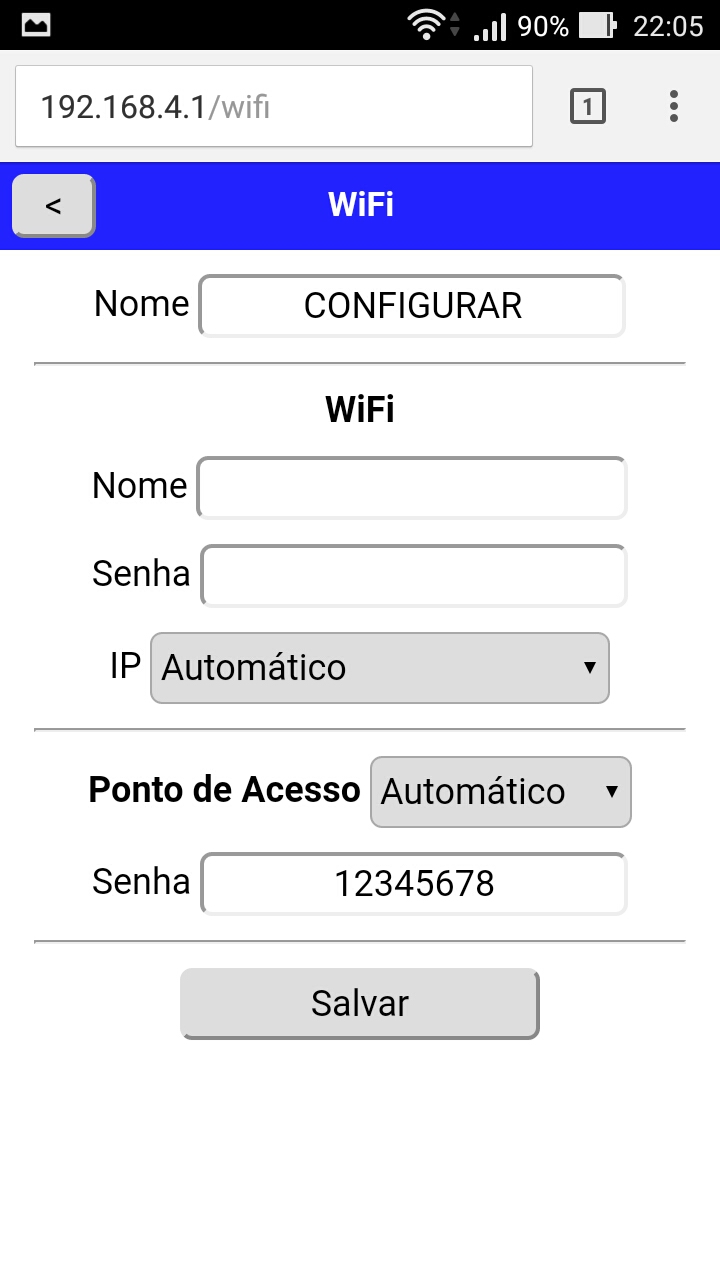 90% 22:05
192.168.4.1/wifi 1
< WiFi
Nome CONFIGURAR
WiFi
Nome
Senha
IP Automático
Ponto de Acesso Automático
Senha 12345678
Salvar